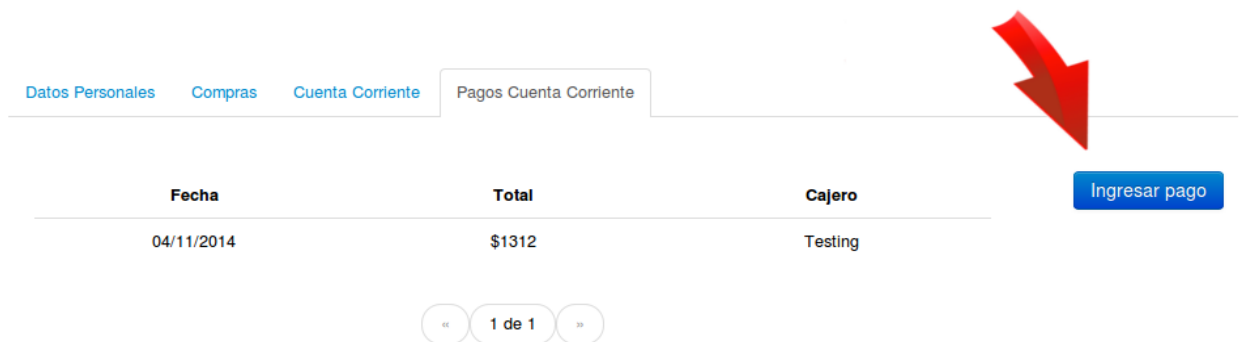 Datos Personales Compras Cuenta Corriente Pagos Cuenta Corriente
Fecha Total Cajero Ingresar pago
04/11/2014 $1312 Testing
« 1 de 1 »